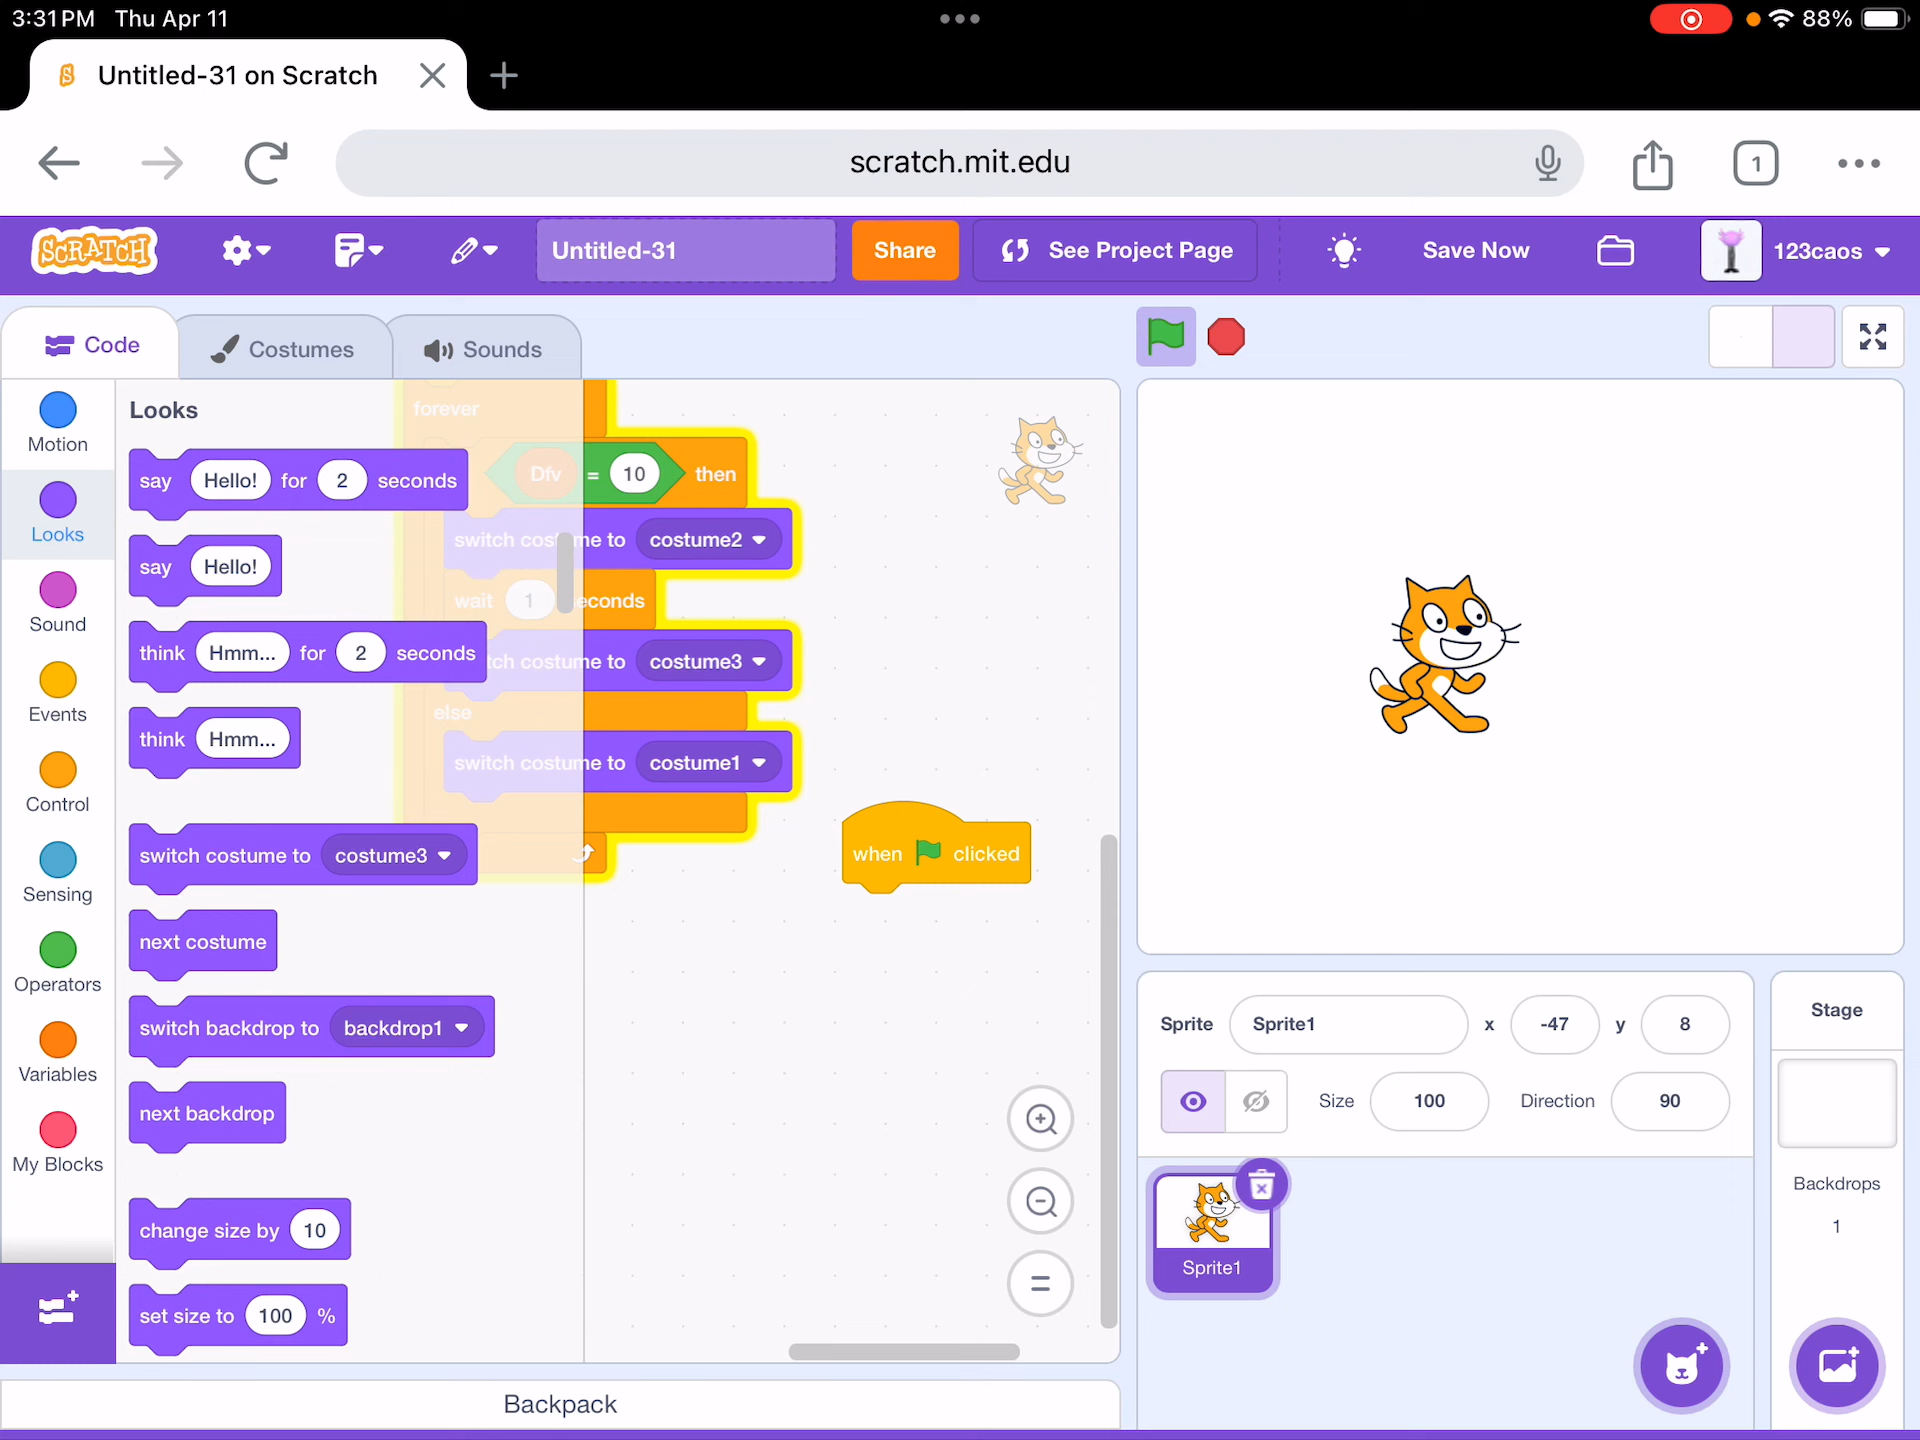 3:31PM Thu Apr 11
88%
Untitled-31 on Scratch
scratch.mit.edu
1
SCRATCH
Untitled-31
Share
See Project Page
Save Now
123caos
Code
Costumes
Sounds
Motion
Looks
Sound
Events
Control
Sensing
Operators
Variables
My Blocks
Looks
say Hello! for 2 seconds
say Hello!
think Hmm... for 2 seconds
think Hmm...
switch costume to costume3
next costume
switch backdrop to backdrop1
next backdrop
change size by 10
set size to 100 %
forever
Dfv = 10 then
switch costume to costume2
wait 1 seconds
tch costume to costume3
else
switch costume to costume1
when clicked
Sprite Sprite1 x -47 y 8
Size 100 Direction 90
Sprite1
Stage
Backdrops
1
Backpack